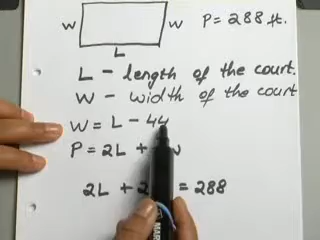 W W P = 288 ft.
L
L - length of the court.
W - width of the court
W = L - 44
P = 2L + W
2L + 2 = 288